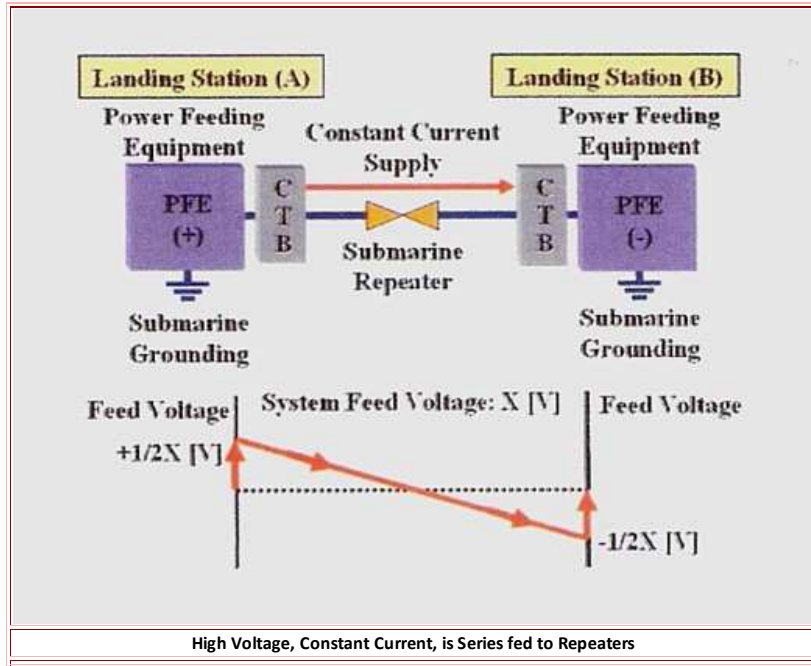 Landing Station (A)
Landing Station (B)
Power Feeding
Equipment
Constant Current
Supply
Power Feeding
Equipment
PFE
(+)
C
T
B
C
T
B
PFE
(-)
Submarine
Repeater
Submarine
Grounding
Submarine
Grounding
Feed Voltage
System Feed Voltage: X [V]
Feed Voltage
+1/2X [V]
-1/2X [V]
High Voltage, Constant Current, is Series fed to Repeaters